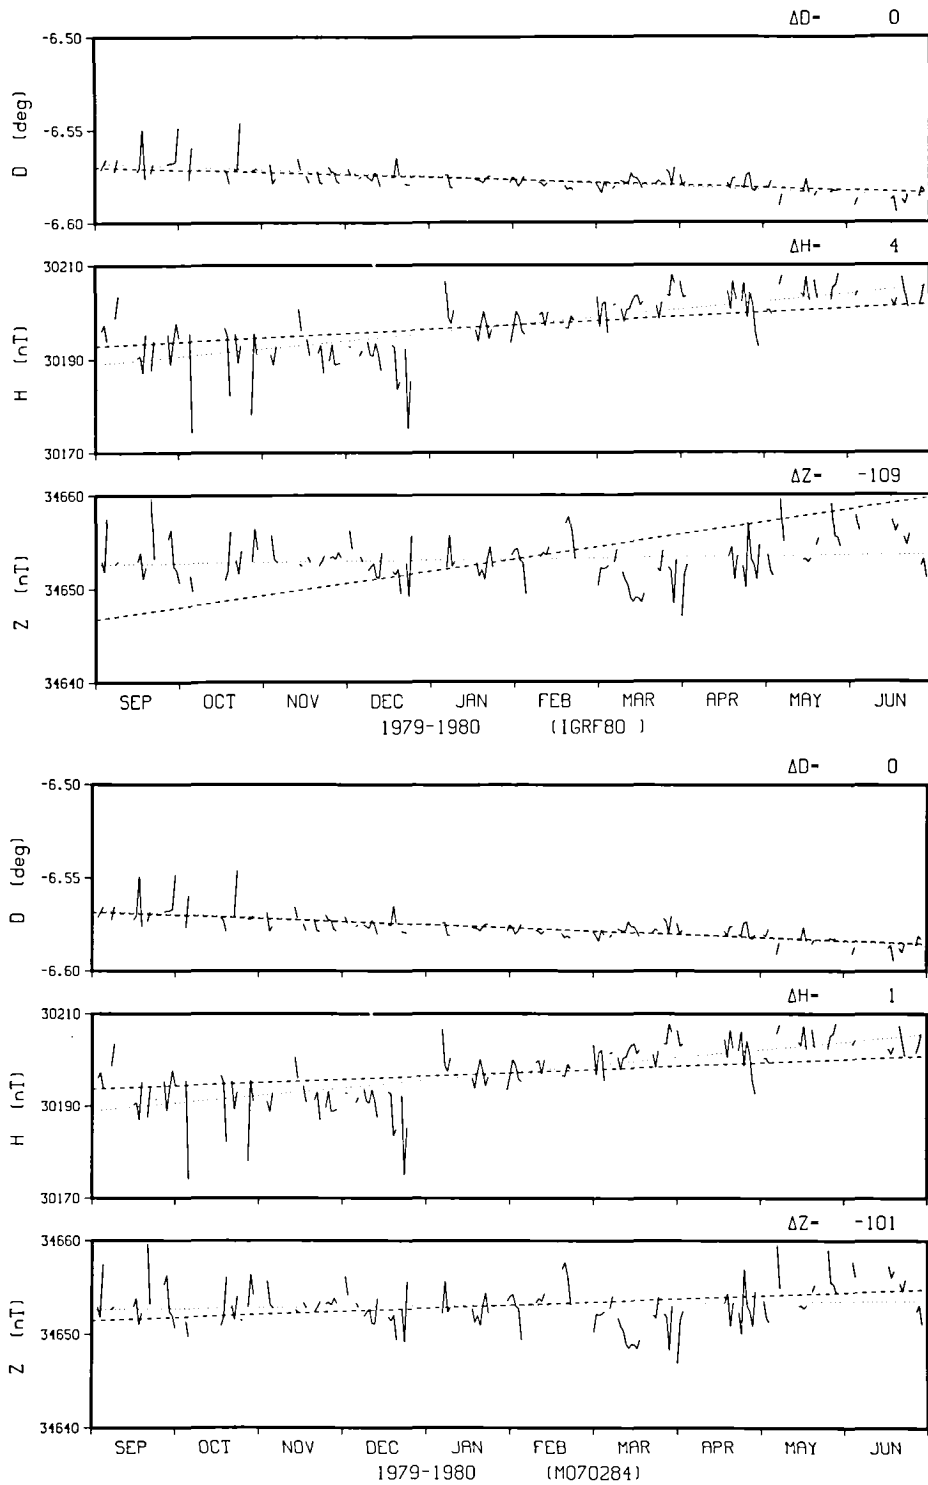 ΔD= 0
-6.50
-6.55
-6.60
D (deg)
ΔH= 4
30210
30190
30170
H (nT)
ΔZ= -109
34660
34650
34640
Z (nT)
SEP OCT NOV DEC JAN FEB MAR APR MAY JUN
1979-1980 (IGRF80 )
ΔD= 0
-6.50
-6.55
-6.60
D (deg)
ΔH= 1
30210
30190
30170
H (nT)
ΔZ= -101
34660
34650
34640
Z (nT)
SEP OCT NOV DEC JAN FEB MAR APR MAY JUN
1979-1980 (M070284)